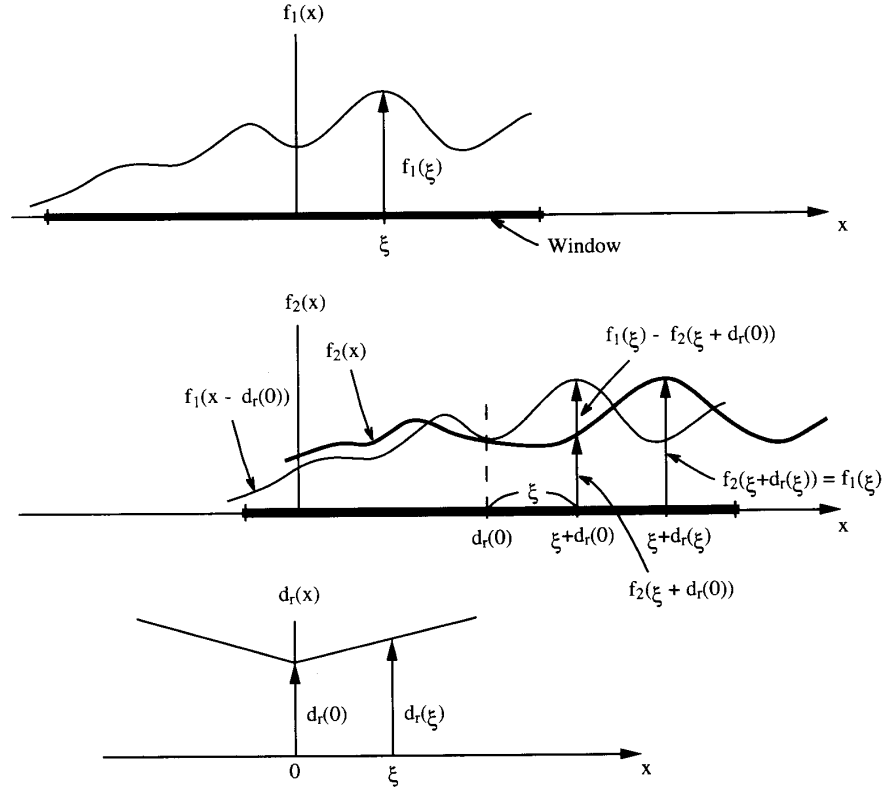 f₁(x)
f₁(ξ)
x
ξ
Window
f₂(x)
f₁(ξ) - f₂(ξ + dᵣ(0))
f₂(x)
f₁(x - dᵣ(0))
ξ
f₂(ξ+dᵣ(ξ)) = f₁(ξ)
dᵣ(0)
ξ+dᵣ(0)
ξ+dᵣ(ξ)
x
f₂(ξ + dᵣ(0))
dᵣ(x)
dᵣ(0)
dᵣ(ξ)
0
ξ
x